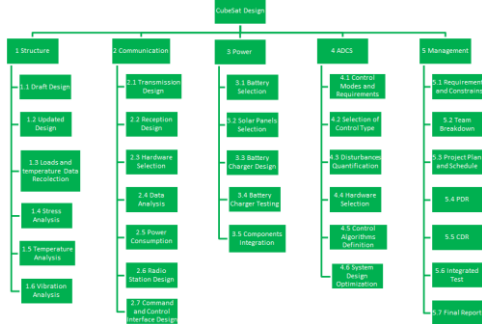 CubeSat Design
1 Structure
1.1 Draft Design
1.2 Updated
Design
1.3 Loads and
temperature Data
Recolection
1.4 Stress
Analysis
1.5 Temperature
Analysis
1.6 Vibration
Analysis
2 Communication
2.1 Transmission
Design
2.2 Reception
Design
2.3 Hardware
Selection
2.4 Data
Analysis
2.5 Power
Consumption
2.6 Radio
Station Design
2.7 Command
and Control
Interface Design
3 Power
3.1 Battery
Selection
3.2 Solar Panels
Selection
3.3 Battery
Charger Design
3.4 Battery
Charger Testing
3.5 Components
Integration
4 ADCS
4.1 Control
Modes and
Requirements
4.2 Selection of
Control Type
4.3 Disturbances
Quantification
4.4 Hardware
Selection
4.5 Control
Algorithms
Definition
4.6 System
Design
Optimization
5 Management
5.1 Requirements
and Constrains
5.2 Team
Breakdown
5.3 Project Plan
and Schedule
5.4 PDR
5.5 CDR
5.6 Integrated
Test
5.7 Final Report